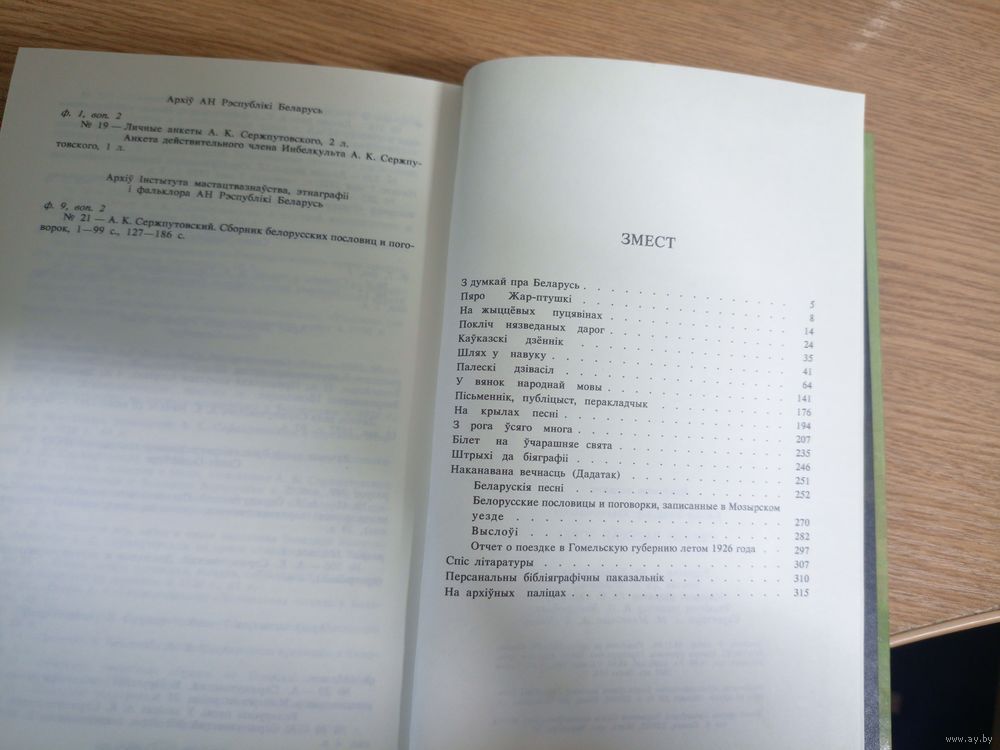 Архіў АН Рэспублікі Беларусь
ф. 1, воп. 2
№ 19 — Личные анкеты А. К. Сержпутовского, 2 л.
Анкета действительного члена Инбелкульта А. К. Сержпу-
товского, 1 л.
Архіў Інстытута мастацтвазнаўства, этнаграфіі
і фальклора АН Рэспублікі Беларусь
ф. 9, воп. 2
№ 21 — А. К. Сержпутовский. Сборник белорусских пословиц и пого-
ворок, 1—99 с., 127—186 с.
ЗМЕСТ
З думкай пра Беларусь . . . . . . . . . . 5
Пяро Жар-птушкі . . . . . . . . . . 8
На жыццёвых пуцявінах . . . . . . . . . . 14
Покліч нязведаных дарог . . . . . . . . . . 24
Каўказскі дзённік . . . . . . . . . . 35
Шлях у навуку . . . . . . . . . . 41
Палескі дзівасіл . . . . . . . . . . 64
У вянок народнай мовы . . . . . . . . . . 141
Пісьменнік, публіцыст, перакладчык . . . . . . . . 176
На крылах песні . . . . . . . . . . 194
З рога ўсяго многа . . . . . . . . . . 207
Білет на ўчарашняе свята . . . . . . . . . . 235
Штрыхі да біяграфіі . . . . . . . . . . 246
Наканавана вечнасць (Дадатак) . . . . . . . . . 251
Беларускія песні . . . . . . . . . . 252
Белорусские пословицы и поговорки, записанные в Мозырском
уезде . . . . . . . . . . 270
Выслоўі . . . . . . . . . . 282
Отчет о поездке в Гомельскую губернию летом 1926 года . . 297
Спіс літаратуры . . . . . . . . . . 307
Персанальны бібліяграфічны паказальнік . . . . . . . 310
На архіўных паліцах . . . . . . . . . . 315
www.ay.by